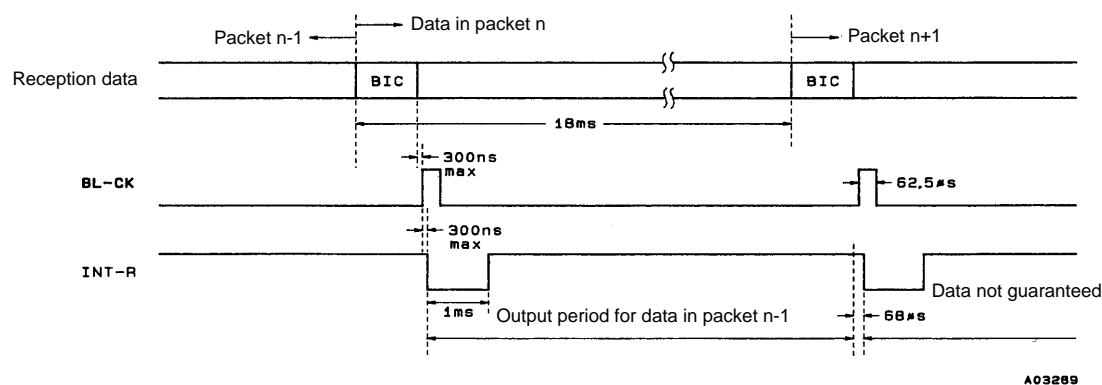 Data in packet n
Packet n-1
Packet n+1
Reception data
BIC
BIC
18ms
300ns
max
BL-CK
62.5µs
300ns
max
INT-R
Data not guaranteed
1ms
Output period for data in packet n-1
68µs
A03269